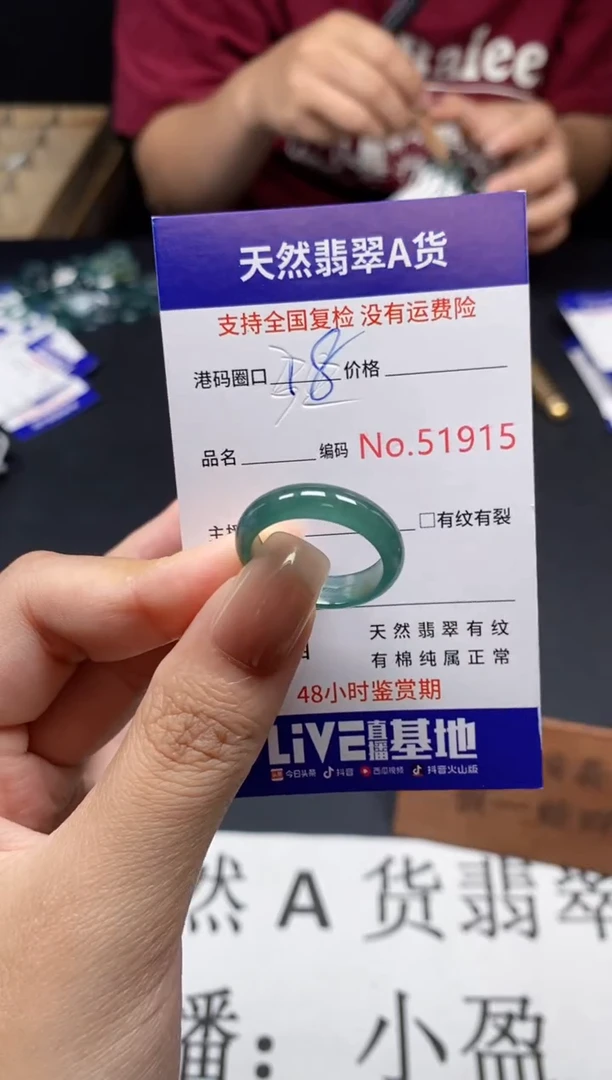 天然翡翠A货
支持全国复检 没有运费险
港码圈口 18 价格
品名 编码 No.51915
主播 □有纹有裂
天然翡翠有纹
有棉纯属正常
48小时鉴赏期
LIVE直播基地
今日头条 抖音 西瓜视频 抖音火山版
然A货翡翠
播：小盈